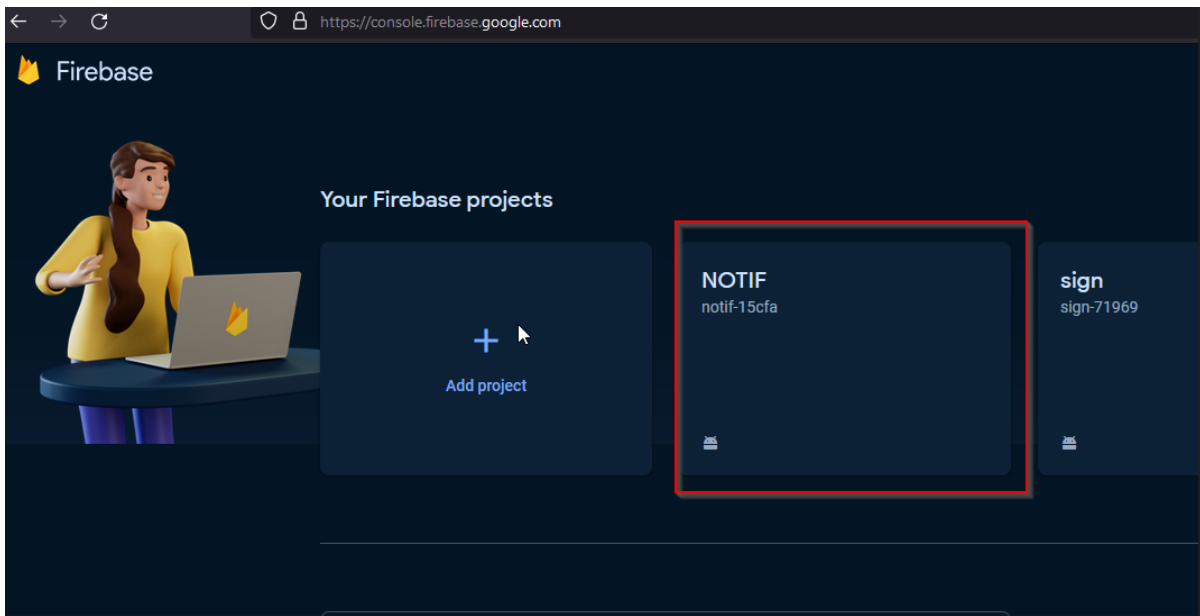 https://console.firebase.google.com
Firebase
Your Firebase projects
Add project
NOTIF
notif-15cfa
sign
sign-71969